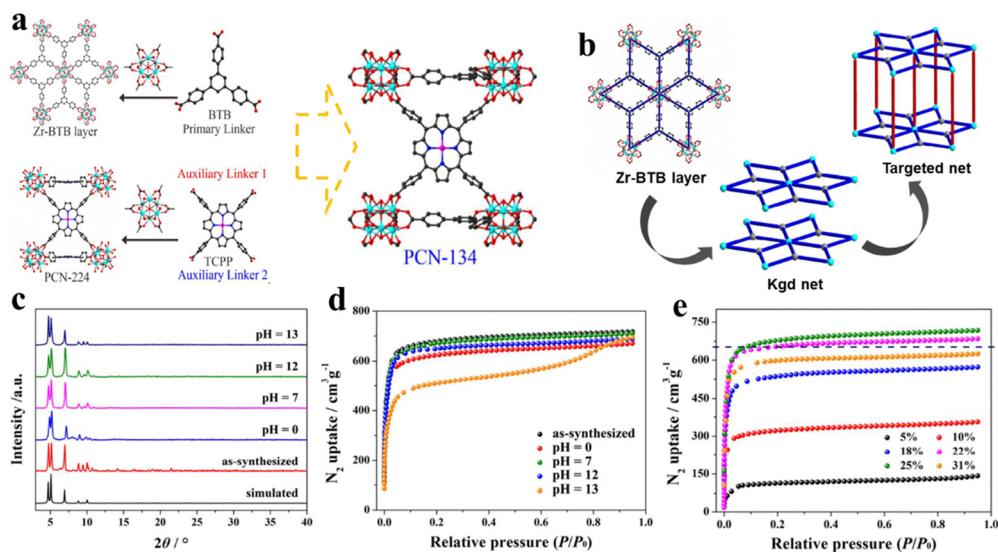 a
Zr-BTB layer
BTB
Primary Linker
Auxiliary Linker 1
PCN-224
TCPP
Auxiliary Linker 2
PCN-134
b
Zr-BTB layer
Kgd net
Targeted net
c
Intensity /a.u.
pH = 13
pH = 12
pH = 7
pH = 0
as-synthesized
simulated
5 10 15 20 25 30 35 40
2θ / °
d
N₂ uptake / cm³g⁻¹
800
600
400
200
0
as-synthesized
pH = 0
pH = 7
pH = 12
pH = 13
0.0 0.2 0.4 0.6 0.8 1.0
Relative pressure (P/P₀)
e
N₂ uptake / cm³g⁻¹
750
600
450
300
150
0
5% 10%
18% 22%
25% 31%
0.0 0.2 0.4 0.6 0.8 1.0
Relative pressure (P/P₀)